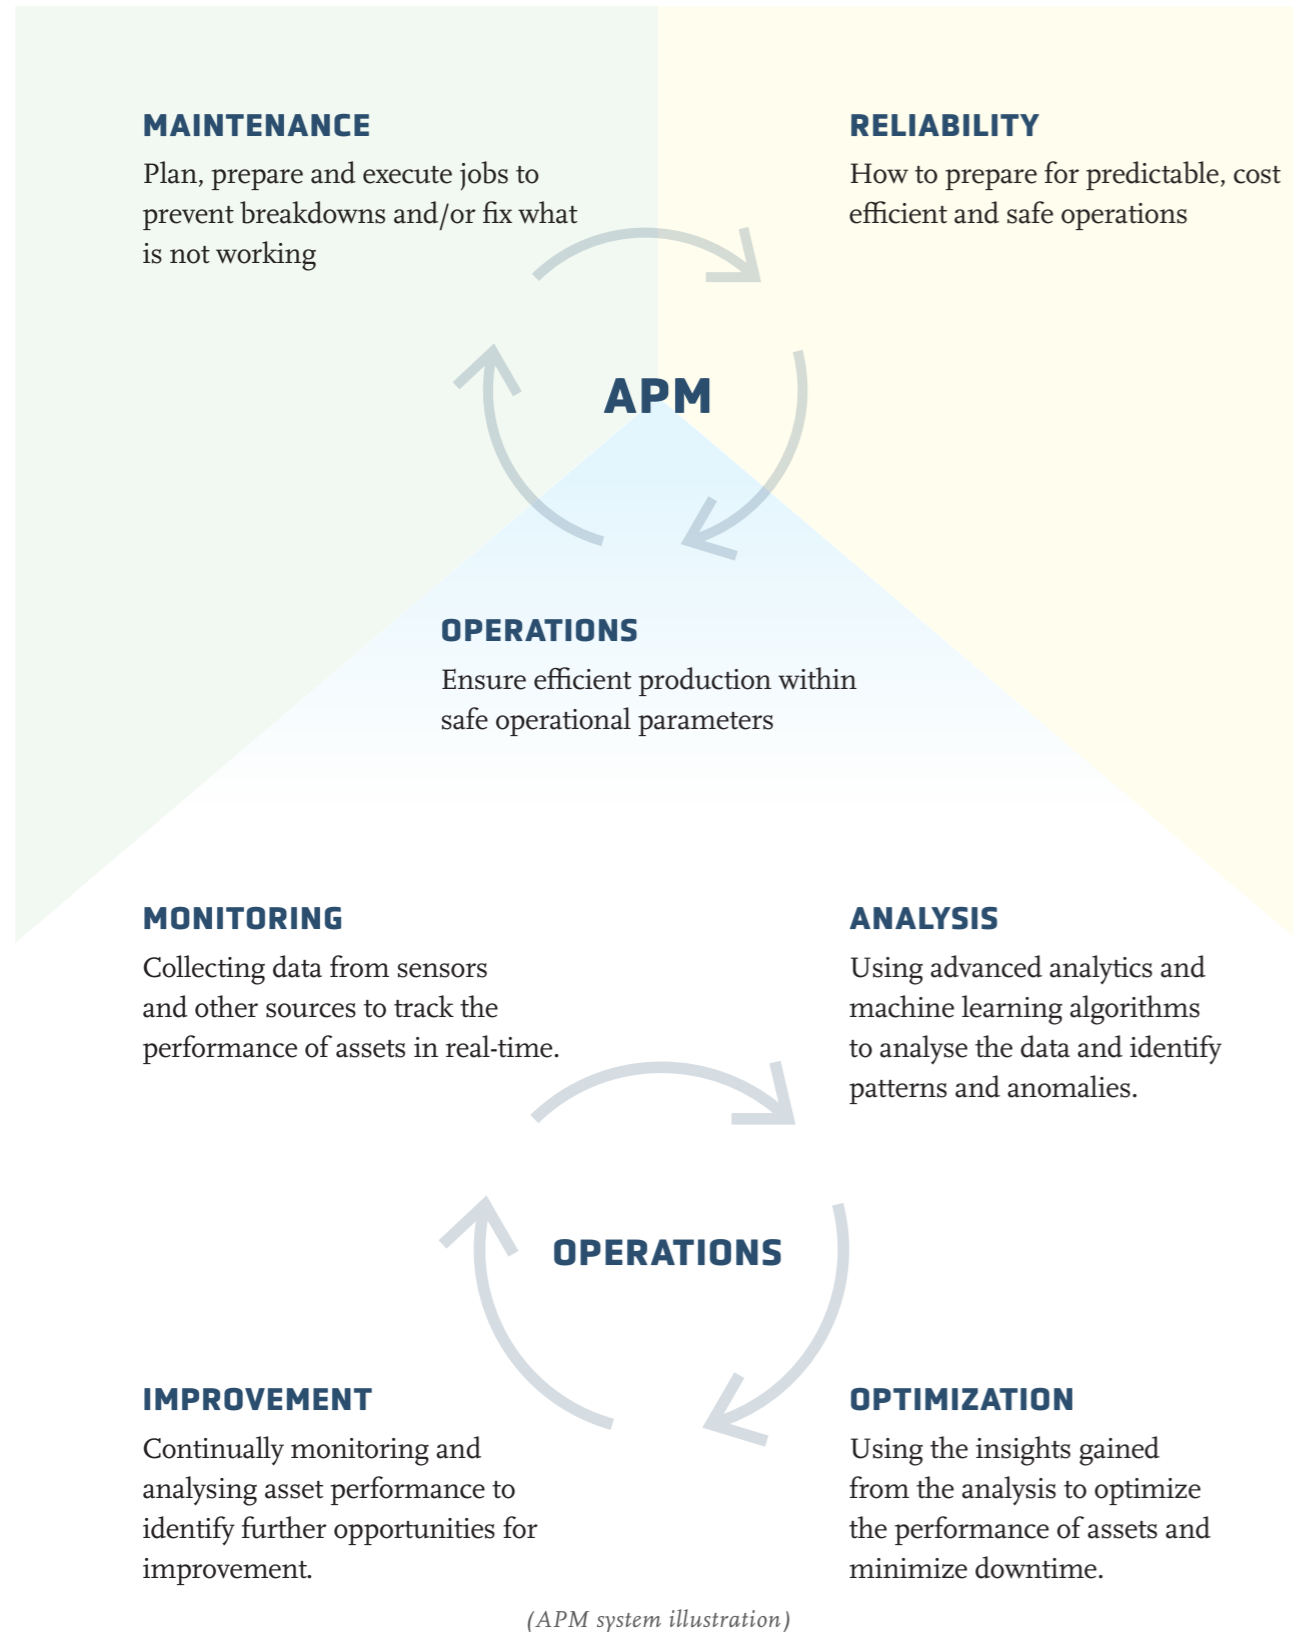 MAINTENANCE
Plan, prepare and execute jobs to
prevent breakdowns and/or fix what
is not working
RELIABILITY
How to prepare for predictable, cost
efficient and safe operations
APM
OPERATIONS
Ensure efficient production within
safe operational parameters
MONITORING
Collecting data from sensors
and other sources to track the
performance of assets in real-time.
ANALYSIS
Using advanced analytics and
machine learning algorithms
to analyse the data and identify
patterns and anomalies.
OPERATIONS
IMPROVEMENT
Continually monitoring and
analysing asset performance to
identify further opportunities for
improvement.
OPTIMIZATION
Using the insights gained
from the analysis to optimize
the performance of assets and
minimize downtime.
(APM system illustration)